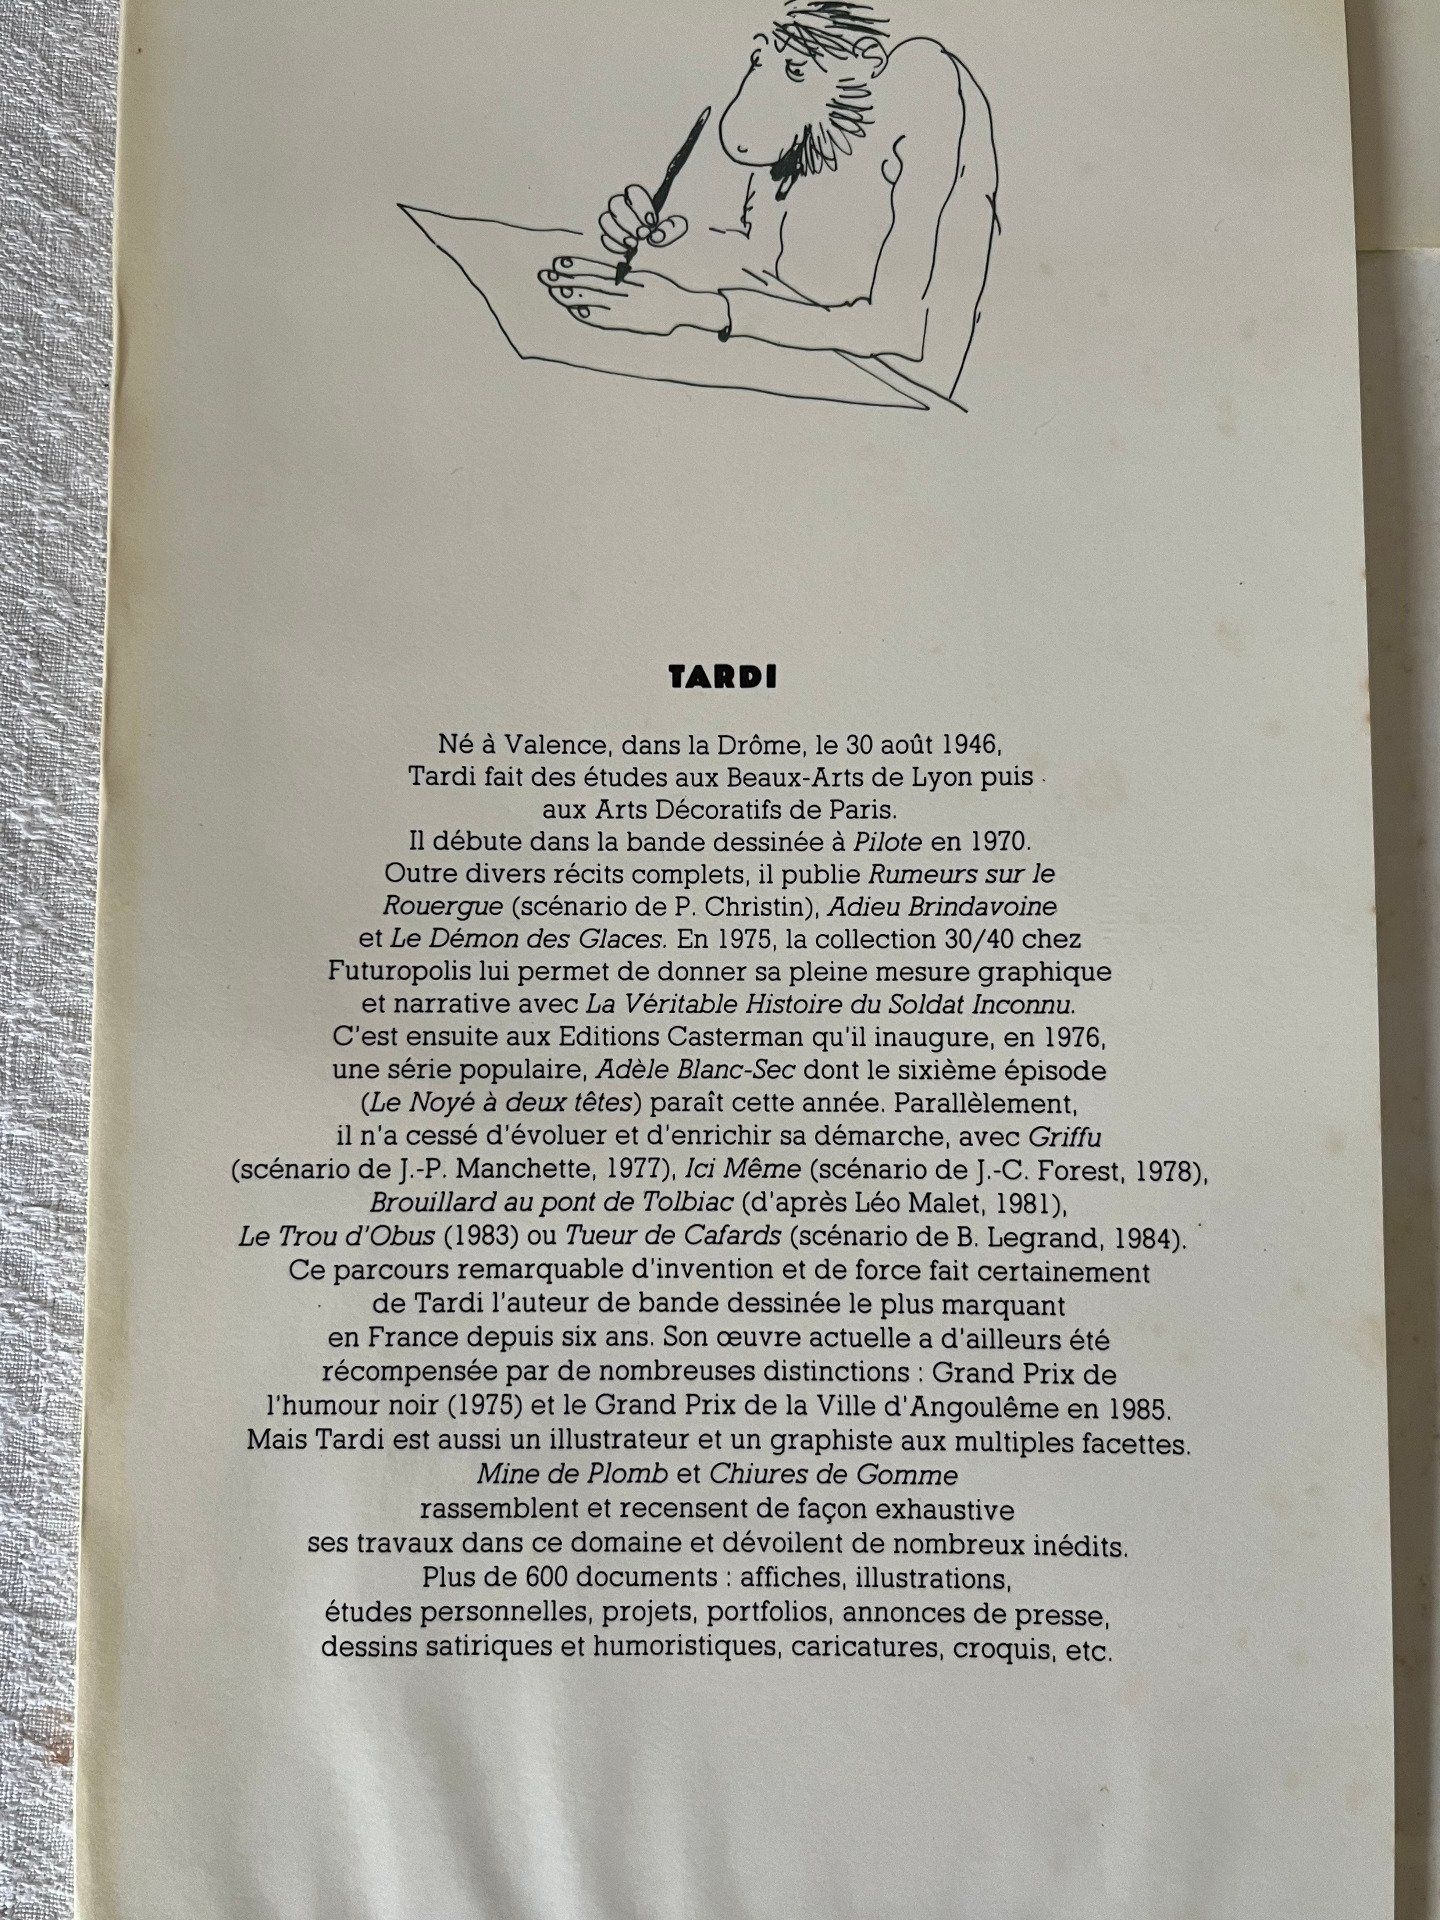 TARDI
Né à Valence, dans la Drôme, le 30 août 1946,
Tardi fait des études aux Beaux-Arts de Lyon puis
aux Arts Décoratifs de Paris.
Il débute dans la bande dessinée à Pilote en 1970.
Outre divers récits complets, il publie Rumeurs sur le
Rouergue (scénario de P. Christin), Adieu Brindavoine
et Le Démon des Glaces. En 1975, la collection 30/40 chez
Futuropolis lui permet de donner sa pleine mesure graphique
et narrative avec La Véritable Histoire du Soldat Inconnu.
C'est ensuite aux Editions Casterman qu'il inaugure, en 1976,
une série populaire, Adèle Blanc-Sec dont le sixième épisode
(Le Noyé à deux têtes) paraît cette année. Parallèlement,
il n'a cessé d'évoluer et d'enrichir sa démarche, avec Griffu
(scénario de J.-P. Manchette, 1977), Ici Même (scénario de J.-C. Forest, 1978),
Brouillard au pont de Tolbiac (d'après Léo Malet, 1981),
Le Trou d'Obus (1983) ou Tueur de Cafards (scénario de B. Legrand, 1984).
Ce parcours remarquable d'invention et de force fait certainement
de Tardi l'auteur de bande dessinée le plus marquant
en France depuis six ans. Son œuvre actuelle a d'ailleurs été
récompensée par de nombreuses distinctions : Grand Prix de
l'humour noir (1975) et le Grand Prix de la Ville d'Angoulême en 1985.
Mais Tardi est aussi un illustrateur et un graphiste aux multiples facettes.
Mine de Plomb et Chiures de Gomme
rassemblent et recensent de façon exhaustive
ses travaux dans ce domaine et dévoilent de nombreux inédits.
Plus de 600 documents : affiches, illustrations,
études personnelles, projets, portfolios, annonces de presse,
dessins satiriques et humoristiques, caricatures, croquis, etc.